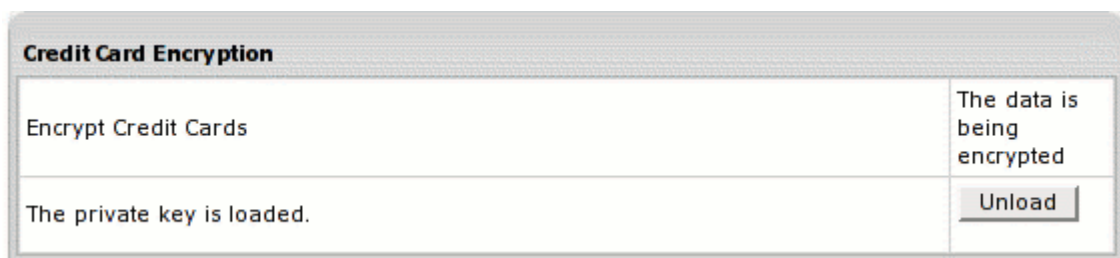 Credit Card Encryption
Encrypt Credit Cards
The data is
being
encrypted
The private key is loaded.
Unload